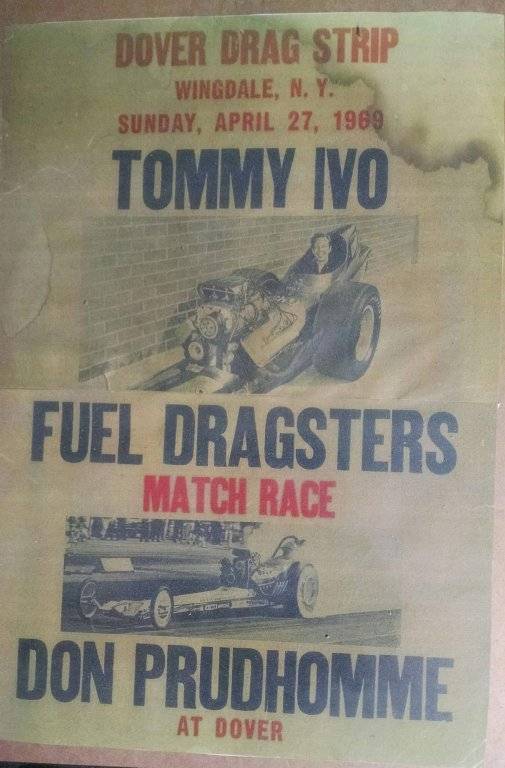 DOVER DRAG STRIP
WINGDALE, N. Y.
SUNDAY, APRIL 27, 1969
TOMMY IVO
FUEL DRAGSTERS
MATCH RACE
DON PRUDHOMME
AT DOVER